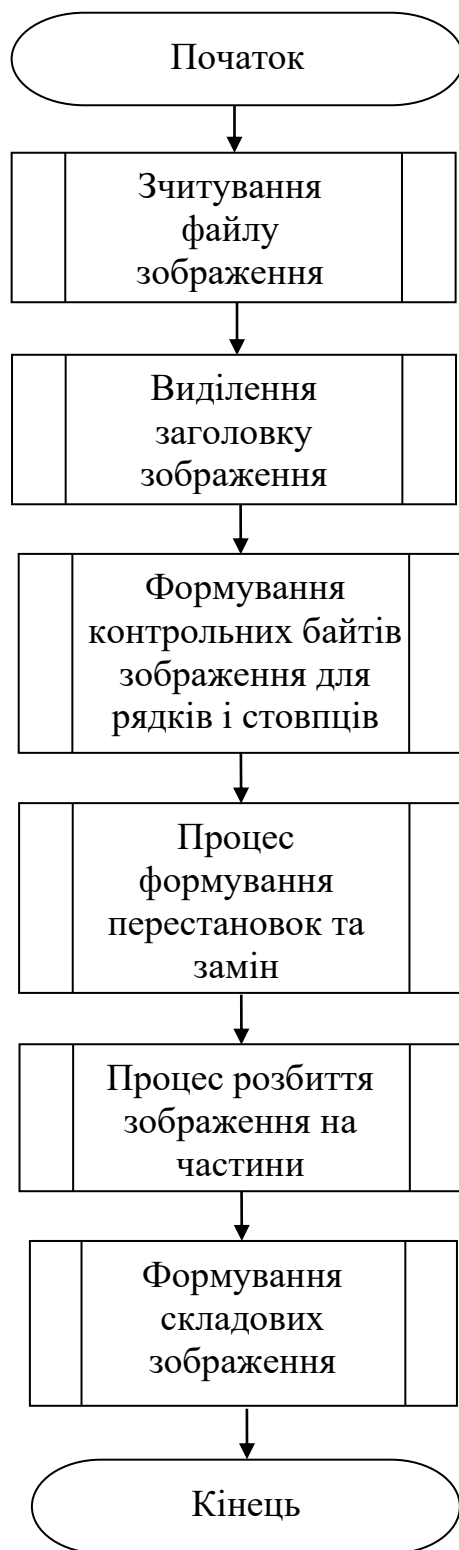 Початок
Зчитування
файлу
зображення
Виділення
заголовку
зображення
Формування
контрольних байтів
зображення для
рядків і стовпців
Процес
формування
перестановок та
замін
Процес розбиття
зображення на
частини
Формування
складових
зображення
Кінець